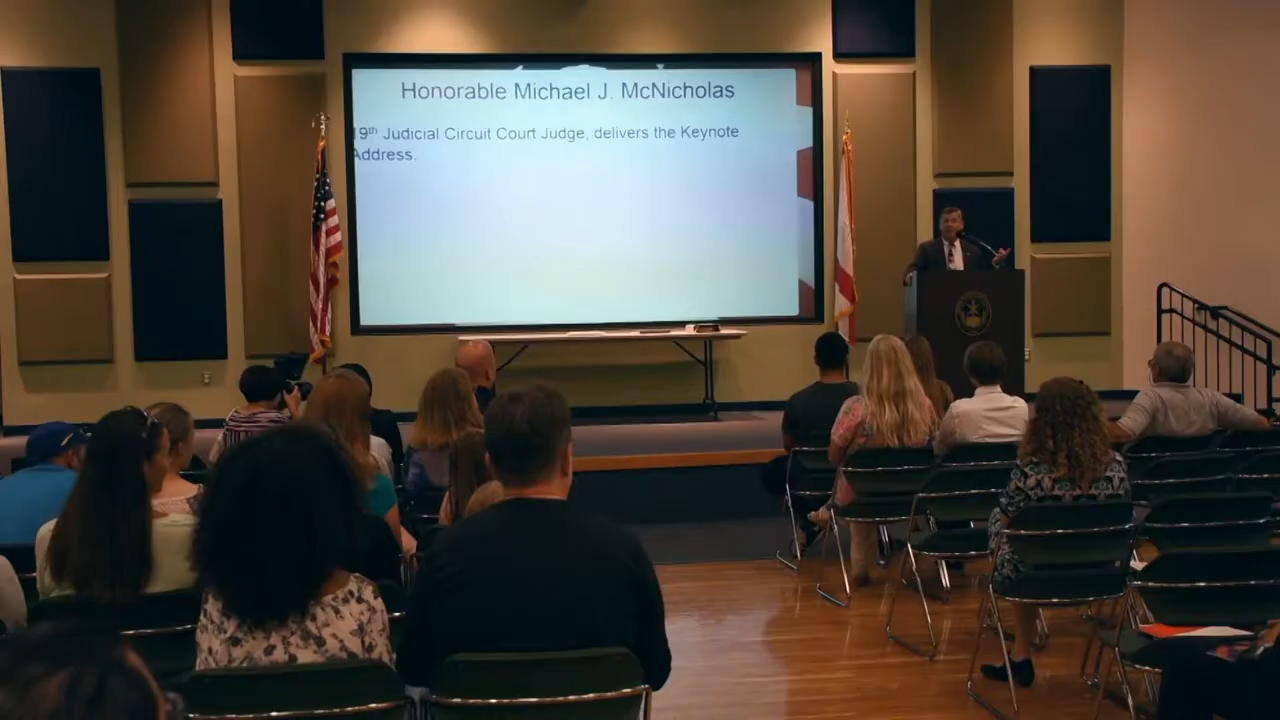 Honorable Michael J. McNicholas
19th Judicial Circuit Court Judge, delivers the Keynote
Address.